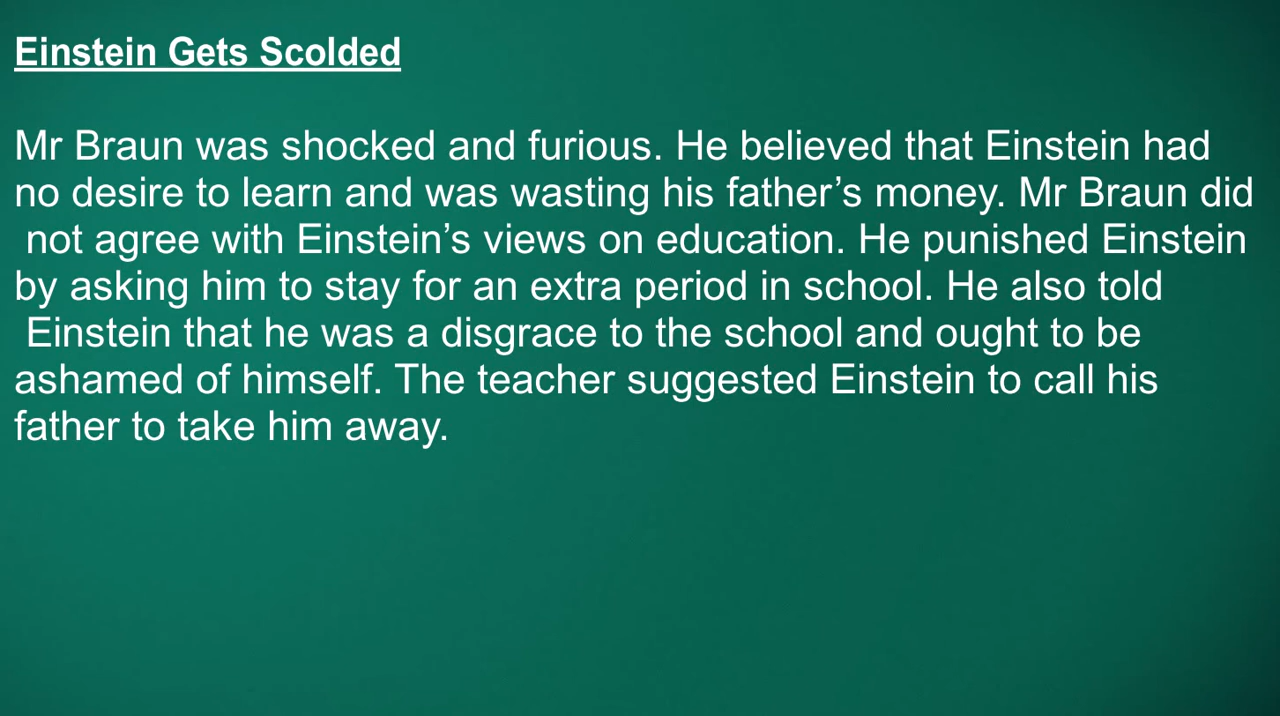 Einstein Gets Scolded
Mr Braun was shocked and furious. He believed that Einstein had
no desire to learn and was wasting his father’s money. Mr Braun did
not agree with Einstein’s views on education. He punished Einstein
by asking him to stay for an extra period in school. He also told
Einstein that he was a disgrace to the school and ought to be
ashamed of himself. The teacher suggested Einstein to call his
father to take him away.